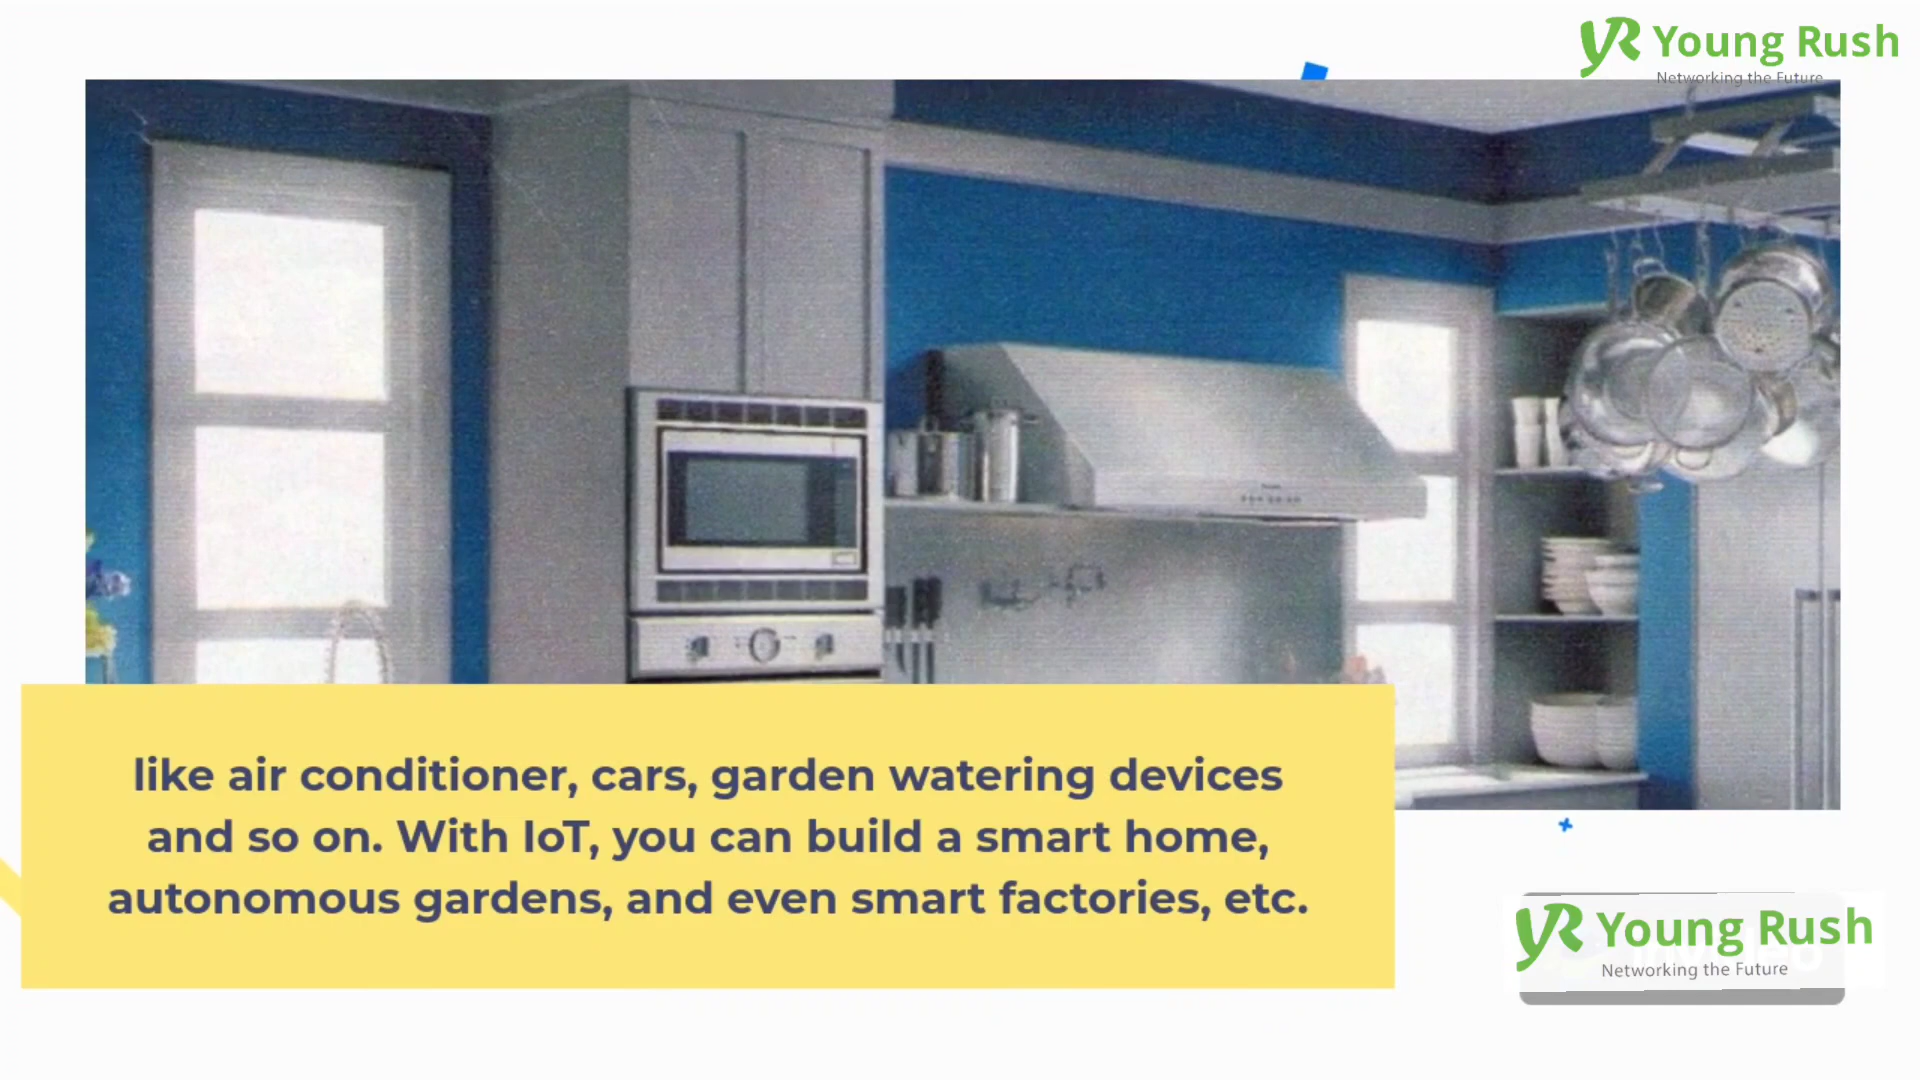 Young Rush
Networking the Future
like air conditioner, cars, garden watering devices
and so on. With IoT, you can build a smart home,
autonomous gardens, and even smart factories, etc.
Young Rush
Networking the Future